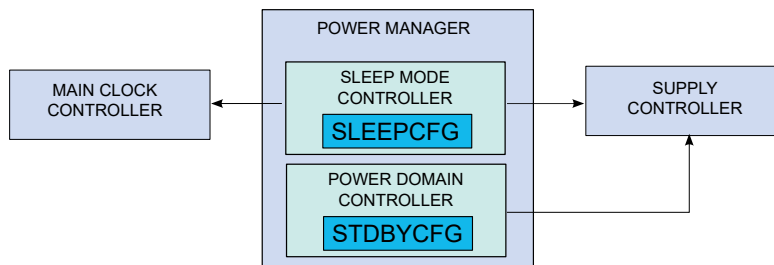 POWER MANAGER
SLEEP MODE
CONTROLLER
SLEEPCFG
MAIN CLOCK
CONTROLLER
SUPPLY
CONTROLLER
POWER DOMAIN
CONTROLLER
STDBYCFG